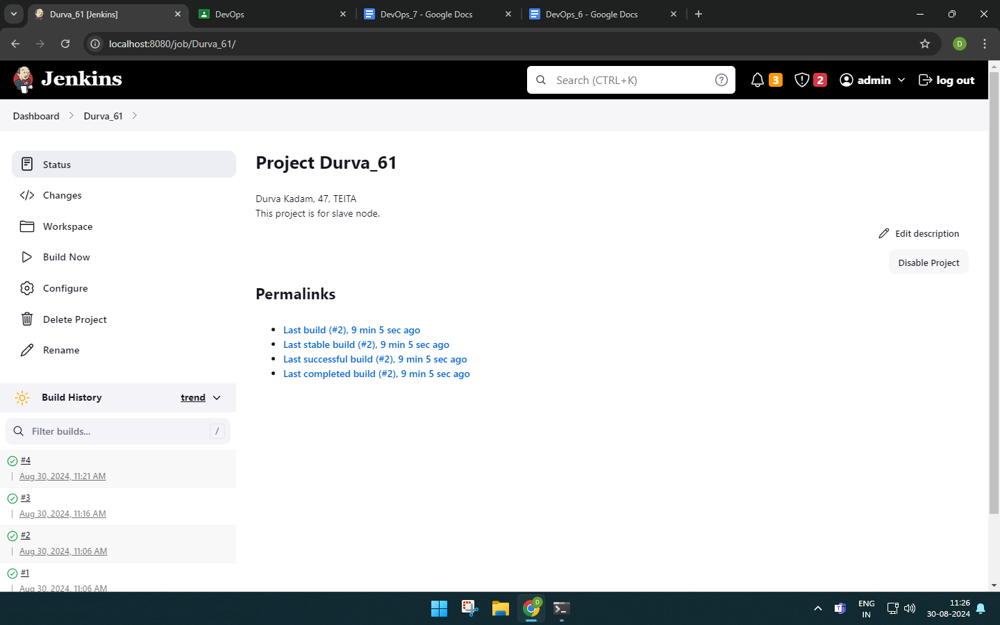 Durva_61 [Jenkins]
DevOps
DevOps_7 - Google Docs
DevOps_6 - Google Docs
localhost:8080/job/Durva_61/
D
Jenkins
Search (CTRL+K)
?
3
2
admin
log out
Dashboard
Durva_61
Status
Changes
Workspace
Build Now
Configure
Delete Project
Rename
Project Durva_61
Durva Kadam, 47, TEITA
This project is for slave node.
Edit description
Disable Project
Permalinks
Last build (#2), 9 min 5 sec ago
Last stable build (#2), 9 min 5 sec ago
Last successful build (#2), 9 min 5 sec ago
Last completed build (#2), 9 min 5 sec ago
Build History
trend
Filter builds...
/
#4
Aug 30, 2024, 11:21 AM
#3
Aug 30, 2024, 11:16 AM
#2
Aug 30, 2024, 11:06 AM
#1
Aug 30, 2024, 11:06 AM
D
ENG
IN
11:26
30-08-2024